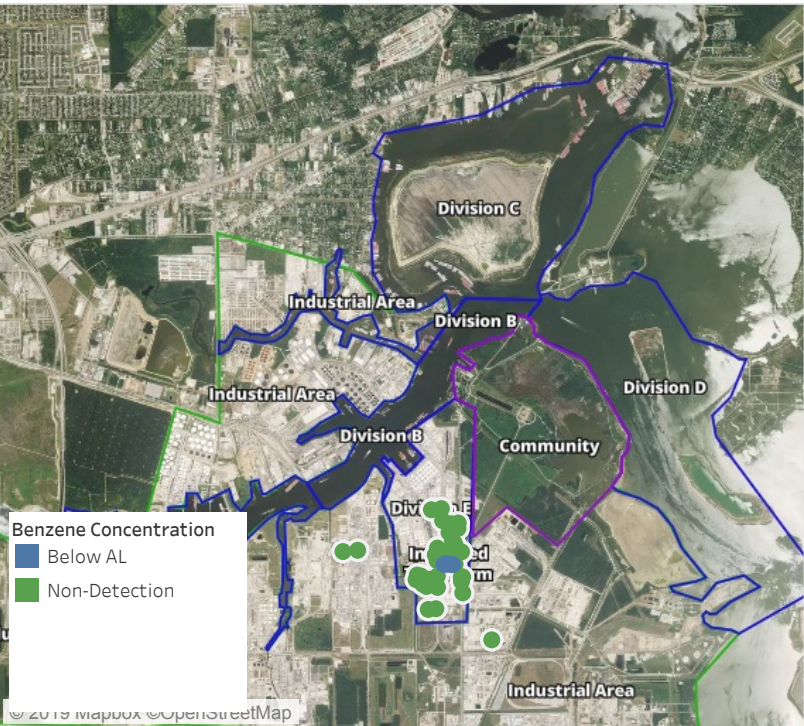 Division C
Industrial Area
Division B
Division D
Industrial Area
Division B
Community
Benzene Concentration
Below AL
Non-Detection
Industrial Area
© 2019 Mapbox ©OpenStreetMap